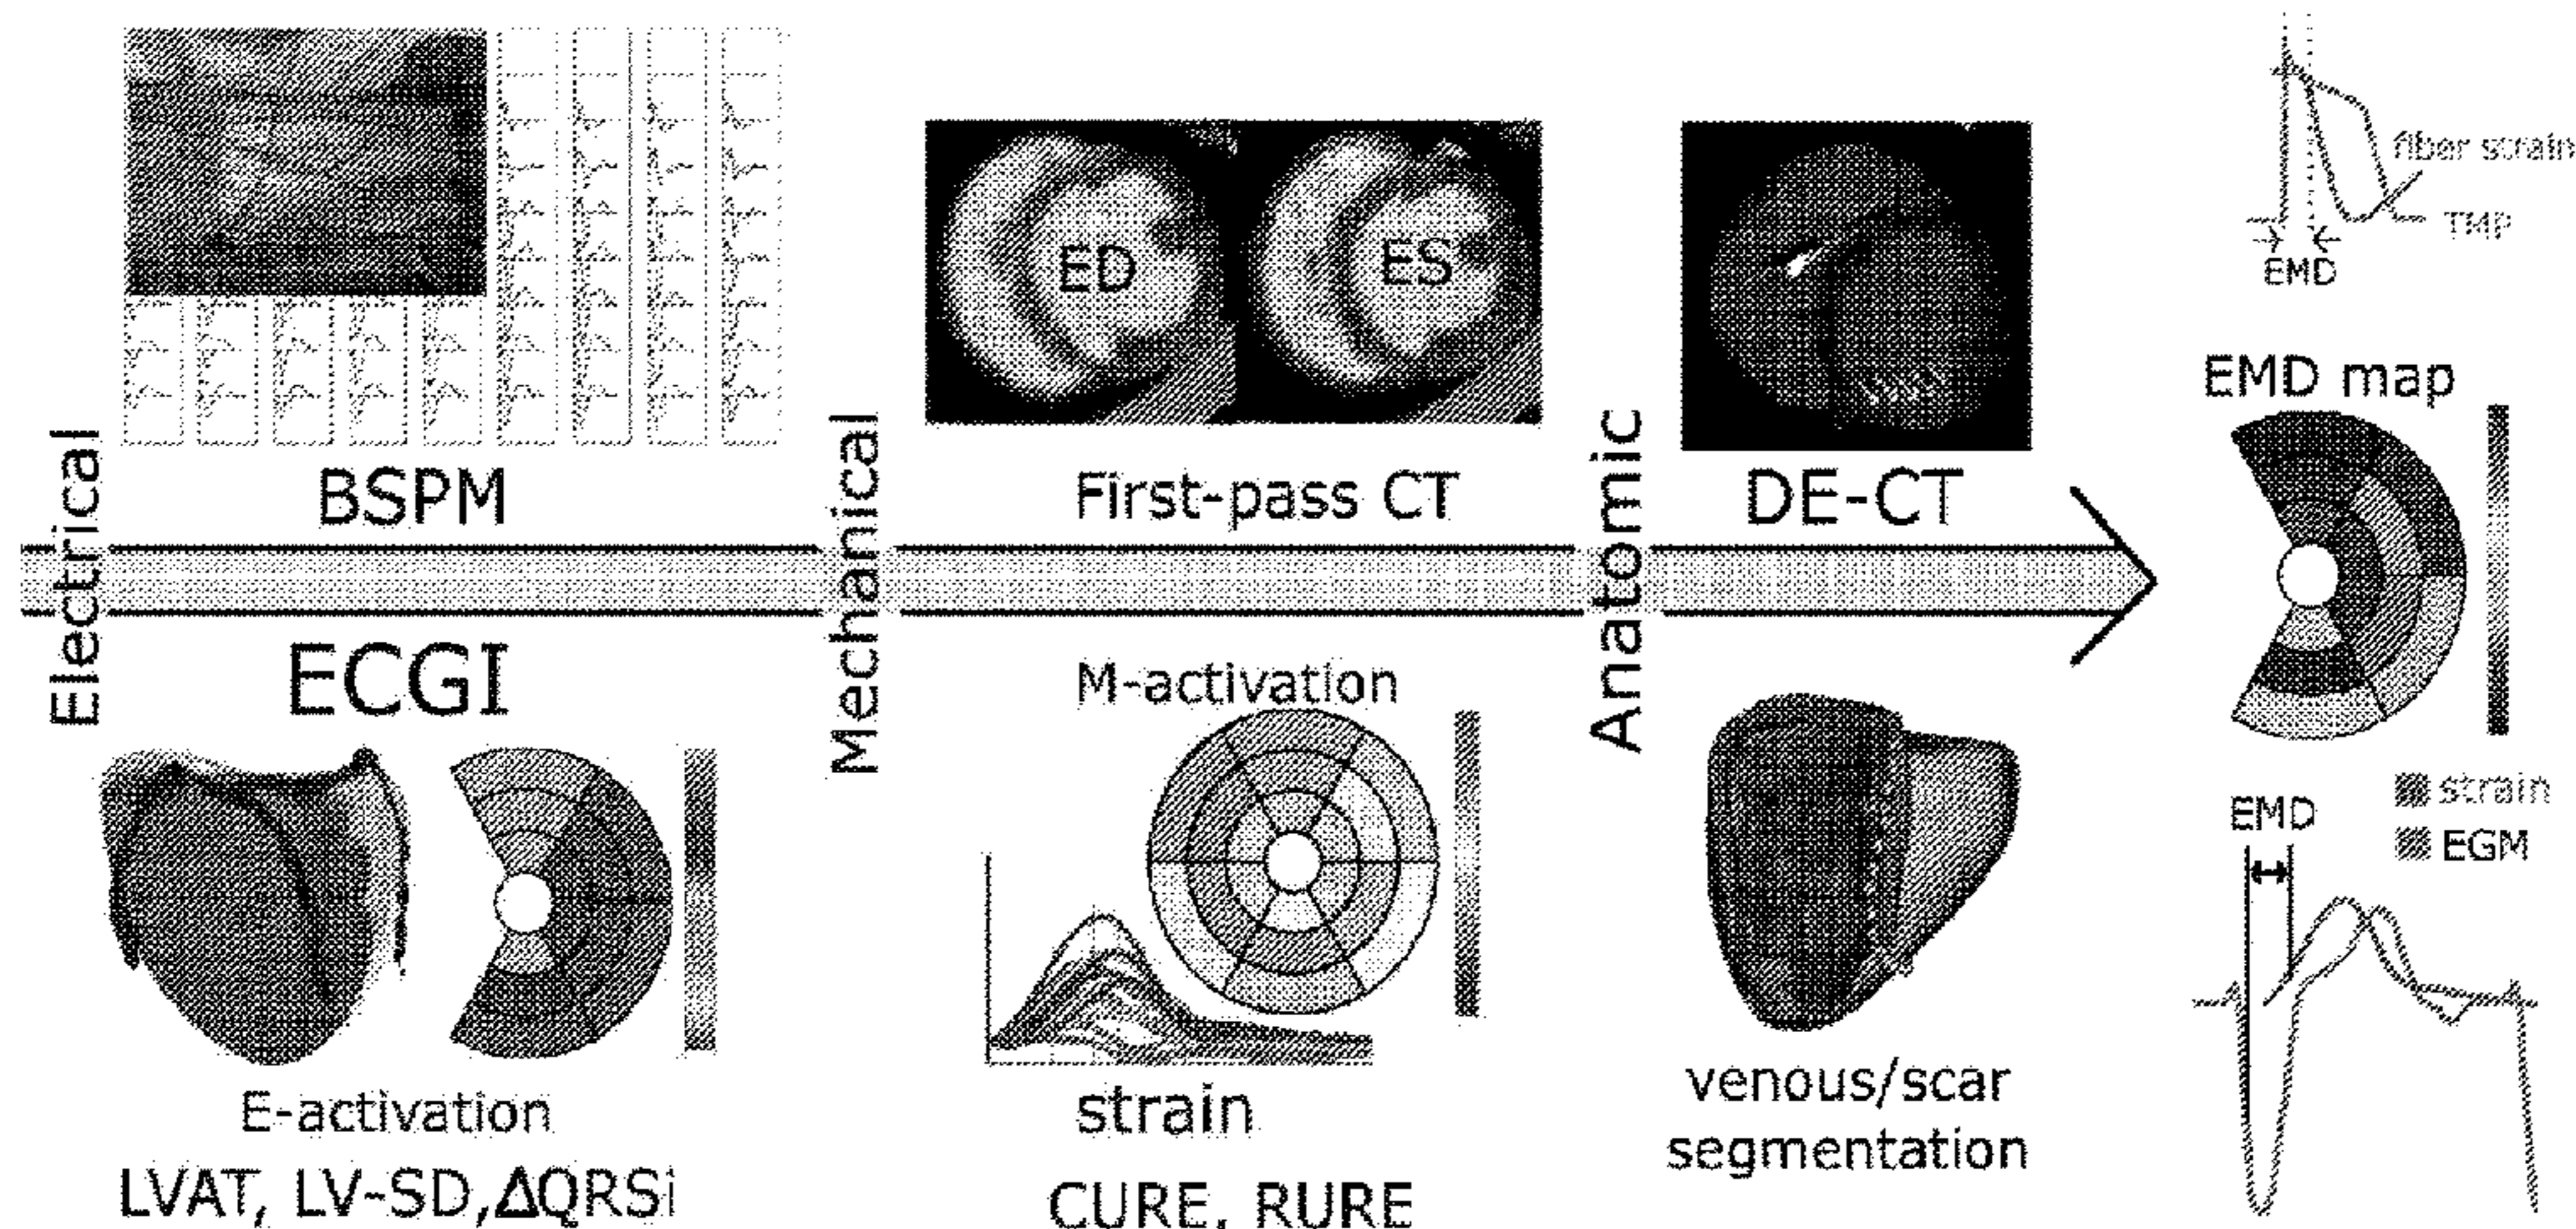 Electrical
BSPM
ECGI
E-activation
LVAT, LV-SD,ΔQRSi
Mechanical
ED
ES
First-pass CT
M-activation
strain
CURE, RURE
Anatomic
DE-CT
venous/scar
segmentation
fiber strain
TMP
EMD
EMD map
strain
EGM
EMD